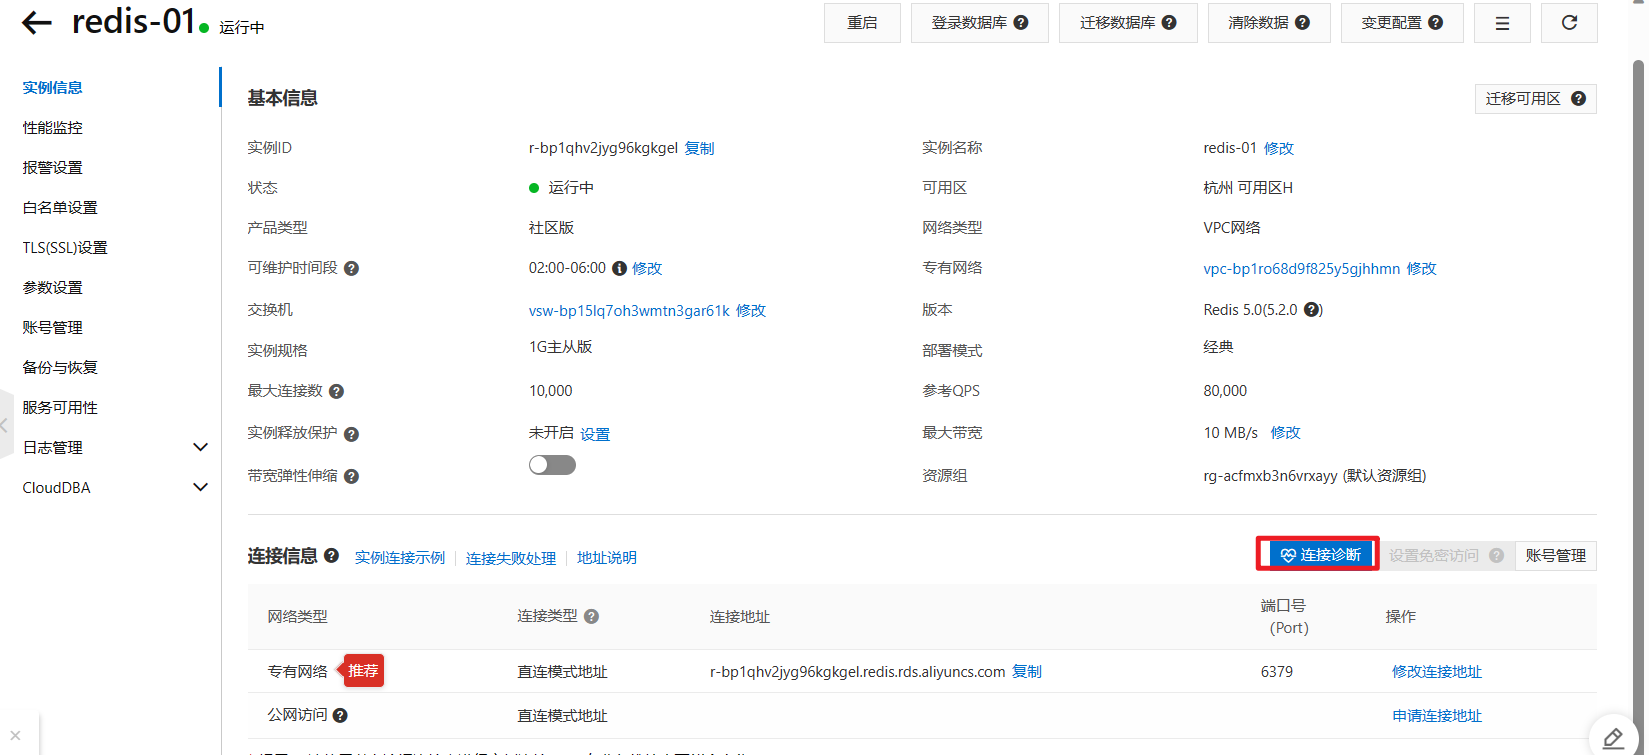 redis-01 运行中
重启 登录数据库 迁移数据库 清除数据 变更配置
实例信息
性能监控
报警设置
白名单设置
TLS(SSL)设置
参数设置
账号管理
备份与恢复
服务可用性
日志管理
CloudDBA
基本信息 迁移可用区
实例ID r-bp1qhv2jyg96kgkgel 复制 实例名称 redis-01 修改
状态 运行中 可用区 杭州 可用区H
产品类型 社区版 网络类型 VPC网络
可维护时间段 02:00-06:00 修改 专有网络 vpc-bp1ro68d9f825y5gjhhmn 修改
交换机 vsw-bp15lq7oh3wmtn3gar61k 修改 版本 Redis 5.0(5.2.0 )
实例规格 1G主从版 部署模式 经典
最大连接数 10,000 参考QPS 80,000
实例释放保护 未开启 设置 最大带宽 10 MB/s 修改
带宽弹性伸缩 资源组 rg-acfmxb3n6vrxayy (默认资源组)
连接信息 实例连接示例 连接失败处理 地址说明 连接诊断 设置免密访问 账号管理
网络类型 连接类型 连接地址 端口号 (Port) 操作
专有网络 推荐 直连模式地址 r-bp1qhv2jyg96kgkgel.redis.rds.aliyuncs.com 复制 6379 修改连接地址
公网访问 直连模式地址 申请连接地址